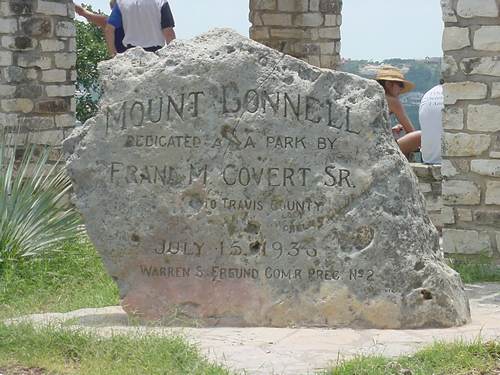 MOUNT BONNELL
DEDICATED AS A PARK BY
FRANK M. COVERT SR.
TO TRAVIS COUNTY
JULY 15, 1938
WARREN S. FREUND COM'R PREC. NO 2